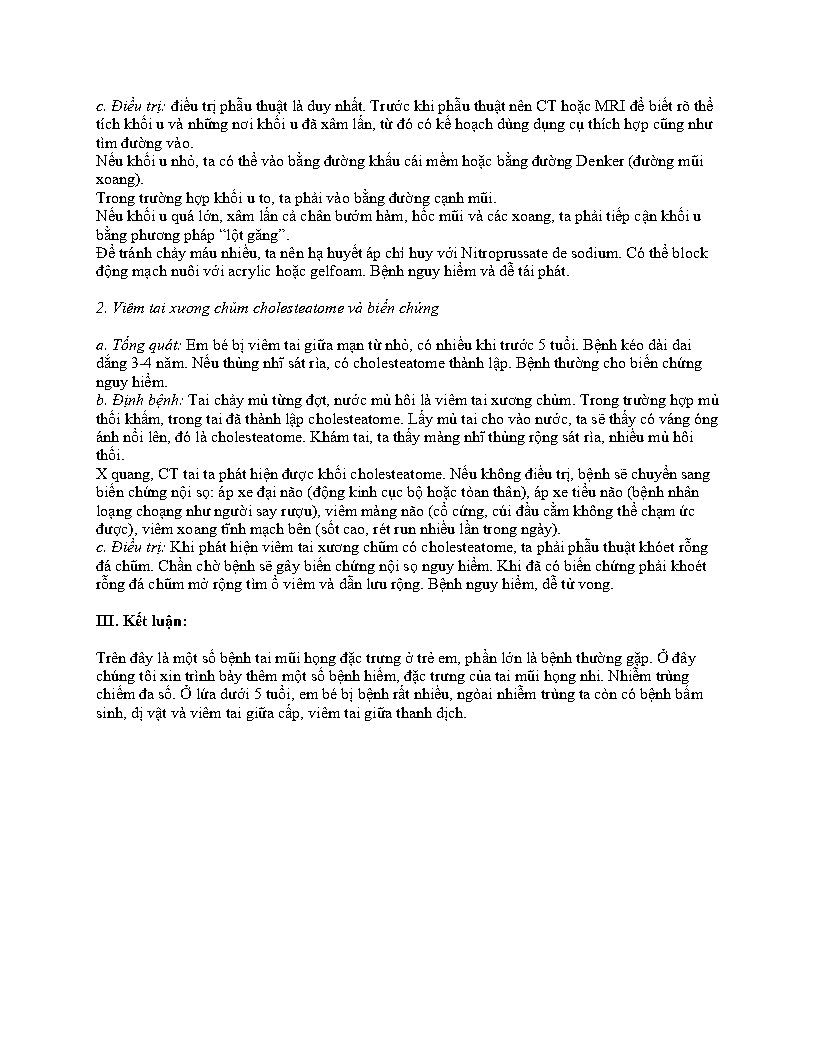 c. Điều trị: điều trị phẫu thuật là duy nhất. Trước khi phẫu thuật nên CT hoặc MRI để biết rõ thể
tích khối u và những nơi khối u đã xâm lấn, từ đó có kế hoạch dùng dụng cụ thích hợp cũng như
tìm đường vào.
Nếu khối u nhỏ, ta có thể vào bằng đường khẩu cái mềm hoặc bằng đường Denker (đường mũi
xoang).
Trong trường hợp khối u to, ta phải vào bằng đường cạnh mũi.
Nếu khối u quá lớn, xâm lấn cả chân bướm hàm, hốc mũi và các xoang, ta phải tiếp cận khối u
bằng phương pháp “lột găng”.
Để tránh chảy máu nhiều, ta nên hạ huyết áp chỉ huy với Nitroprussate de sodium. Có thể block
động mạch nuôi với acrylic hoặc gelfoam. Bệnh nguy hiểm và dễ tái phát.
2. Viêm tai xương chũm cholesteatome và biến chứng
a. Tổng quát: Em bé bị viêm tai giữa mạn từ nhỏ, có nhiều khi trước 5 tuổi. Bệnh kéo dài dai
dẳng 3-4 năm. Nếu thủng nhĩ sát rìa, có cholesteatome thành lập. Bệnh thường cho biến chứng
nguy hiểm.
b. Định bệnh: Tai chảy mủ từng đợt, nước mủ hôi là viêm tai xương chũm. Trong trường hợp mủ
thối khẳm, trong tai đã thành lập cholesteatome. Lấy mủ tai cho vào nước, ta sẽ thấy có váng óng
ánh nổi lên, đó là cholesteatome. Khám tai, ta thấy màng nhĩ thủng rộng sát rìa, nhiều mủ hôi
thối.
X quang, CT tai ta phát hiện được khối cholesteatome. Nếu không điều trị, bệnh sẽ chuyển sang
biến chứng nội sọ: áp xe đại não (động kinh cục bộ hoặc tòan thân), áp xe tiểu não (bệnh nhân
loạng choạng như người say rượu), viêm màng não (cổ cứng, cúi đầu cằm không thể chạm ức
được), viêm xoang tĩnh mạch bên (sốt cao, rét run nhiều lần trong ngày).
c. Điều trị: Khi phát hiện viêm tai xương chũm có cholesteatome, ta phải phẫu thuật khóet rỗng
đá chũm. Chần chờ bệnh sẽ gây biến chứng nội sọ nguy hiểm. Khi đã có biến chứng phải khoét
rỗng đá chũm mở rộng tìm ổ viêm và dẫn lưu rộng. Bệnh nguy hiểm, dễ tử vong.
III. Kết luận:
Trên đây là một số bệnh tai mũi họng đặc trưng ở trẻ em, phần lớn là bệnh thường gặp. Ở đây
chúng tôi xin trình bày thêm một số bệnh hiếm, đặc trưng của tai mũi họng nhi. Nhiễm trùng
chiếm đa số. Ở lứa dưới 5 tuổi, em bé bị bệnh rất nhiều, ngòai nhiễm trùng ta còn có bệnh bẩm
sinh, dị vật và viêm tai giữa cấp, viêm tai giữa thanh dịch.